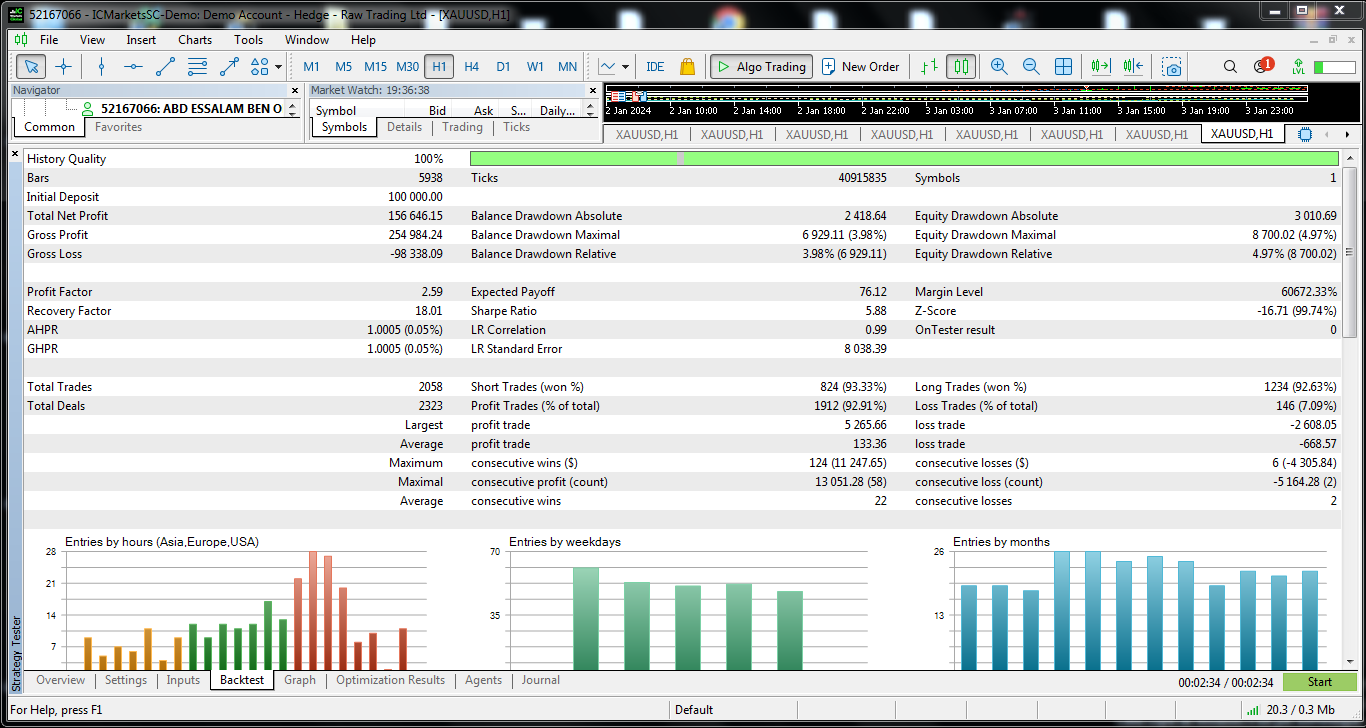 52167066 - ICMarketsSC-Demo: Demo Account - Hedge - Raw Trading Ltd - [XAUUSD,H1]
File View Insert Charts Tools Window Help
M1 M5 M15 M30 H1 H4 D1 W1 MN IDE Algo Trading New Order 1 LVL
Navigator
52167066: ABD ESSALAM BEN O
Common Favorites
Market Watch: 19:36:38
Symbol Bid Ask S... Daily...
Symbols Details Trading Ticks
2 Jan 2024 2 Jan 10:00 2 Jan 14:00 2 Jan 18:00 2 Jan 22:00 3 Jan 03:00 3 Jan 07:00 3 Jan 11:00 3 Jan 15:00 3 Jan 19:00 3 Jan 23:00
XAUUSD,H1 XAUUSD,H1 XAUUSD,H1 XAUUSD,H1 XAUUSD,H1 XAUUSD,H1 XAUUSD,H1 XAUUSD,H1
History Quality 100%
Bars 5938 Ticks 40915835 Symbols 1
Initial Deposit 100 000.00
Total Net Profit 156 646.15 Balance Drawdown Absolute 2 418.64 Equity Drawdown Absolute 3 010.69
Gross Profit 254 984.24 Balance Drawdown Maximal 6 929.11 (3.98%) Equity Drawdown Maximal 8 700.02 (4.97%)
Gross Loss -98 338.09 Balance Drawdown Relative 3.98% (6 929.11) Equity Drawdown Relative 4.97% (8 700.02)
Profit Factor 2.59 Expected Payoff 76.12 Margin Level 60672.33%
Recovery Factor 18.01 Sharpe Ratio 5.88 Z-Score -16.71 (99.74%)
AHPR 1.0005 (0.05%) LR Correlation 0.99 OnTester result 0
GHPR 1.0005 (0.05%) LR Standard Error 8 038.39
Total Trades 2058 Short Trades (won %) 824 (93.33%) Long Trades (won %) 1234 (92.63%)
Total Deals 2323 Profit Trades (% of total) 1912 (92.91%) Loss Trades (% of total) 146 (7.09%)
Largest profit trade 5 265.66 loss trade -2 608.05
Average profit trade 133.36 loss trade -668.57
Maximum consecutive wins ($) 124 (11 247.65) consecutive losses ($) 6 (-4 305.84)
Maximal consecutive profit (count) 13 051.28 (58) consecutive loss (count) -5 164.28 (2)
Average consecutive wins 22 consecutive losses 2
Entries by hours (Asia,Europe,USA)
28
21
14
7
Entries by weekdays
70
35
Entries by months
26
13
Strategy Tester
Overview Settings Inputs Backtest Graph Optimization Results Agents Journal
00:02:34 / 00:02:34 Start
For Help, press F1 Default 20.3 / 0.3 Mb